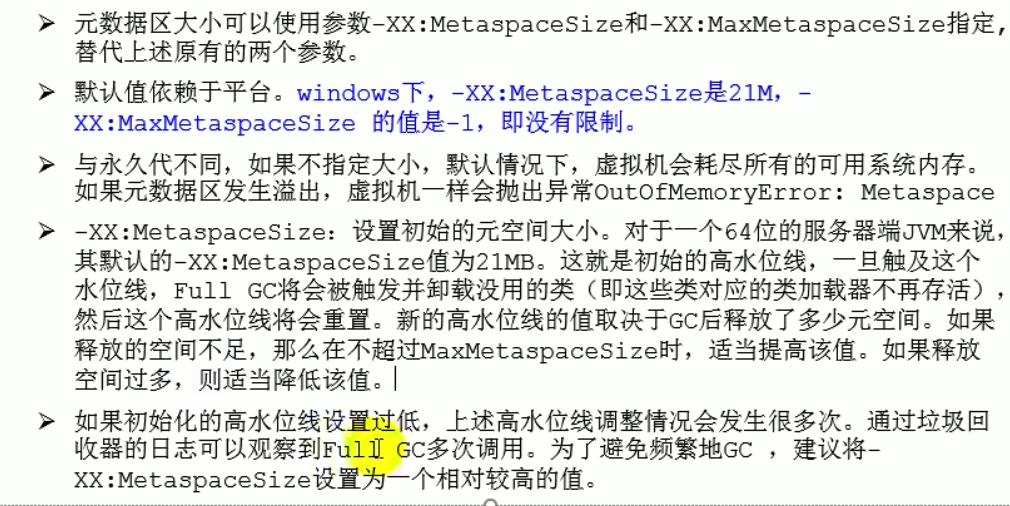 ➤ 元数据区大小可以使用参数-XX:MetaspaceSize和-XX:MaxMetaspaceSize指定,
替代上述原有的两个参数。
➤ 默认值依赖于平台。windows下，-XX:MetaspaceSize是21M，-
XX:MaxMetaspaceSize 的值是-1，即没有限制。
➤ 与永久代不同，如果不指定大小，默认情况下，虚拟机会耗尽所有的可用系统内存。
如果元数据区发生溢出，虚拟机一样会抛出异常OutOfMemoryError: Metaspace
➤ -XX:MetaspaceSize：设置初始的元空间大小。对于一个64位的服务器端JVM来说，
其默认的-XX:MetaspaceSize值为21MB。这就是初始的高水位线，一旦触及这个
水位线，Full GC将会被触发并卸载没用的类（即这些类对应的类加载器不再存活），
然后这个高水位线将会重置。新的高水位线的值取决于GC后释放了多少元空间。如果
释放的空间不足，那么在不超过MaxMetaspaceSize时，适当提高该值。如果释放
空间过多，则适当降低该值。
➤ 如果初始化的高水位线设置过低，上述高水位线调整情况会发生很多次。通过垃圾回
收器的日志可以观察到Full GC多次调用。为了避免频繁地GC ，建议将-
XX:MetaspaceSize设置为一个相对较高的值。